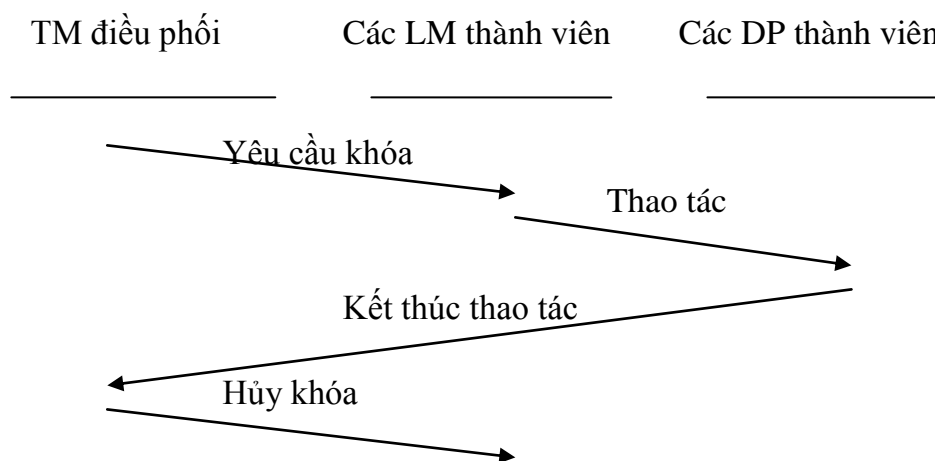 TM điều phối Các LM thành viên Các DP thành viên
Yêu cầu khóa
Thao tác
Kết thúc thao tác
Hủy khóa